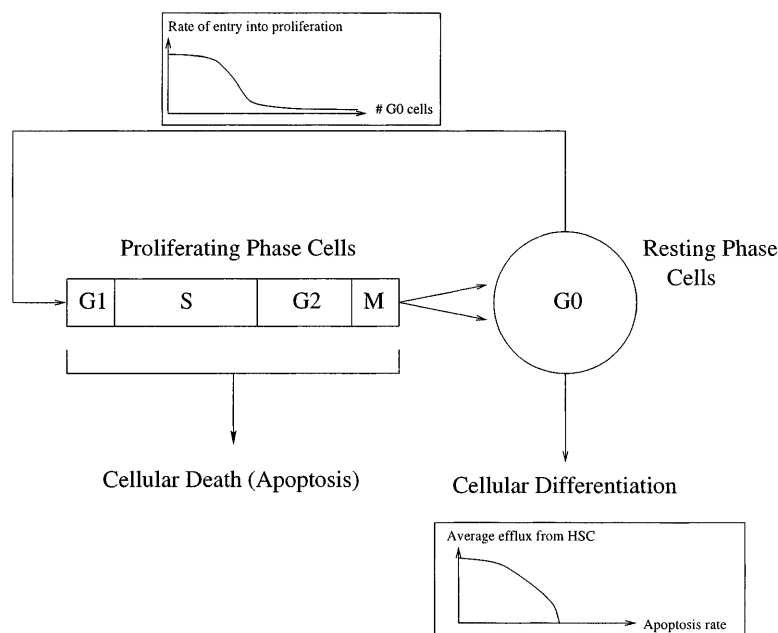 Rate of entry into proliferation
# G0 cells
Proliferating Phase Cells
Resting Phase
Cells
G1
S
G2
M
G0
Cellular Death (Apoptosis)
Cellular Differentiation
Average efflux from HSC
Apoptosis rate